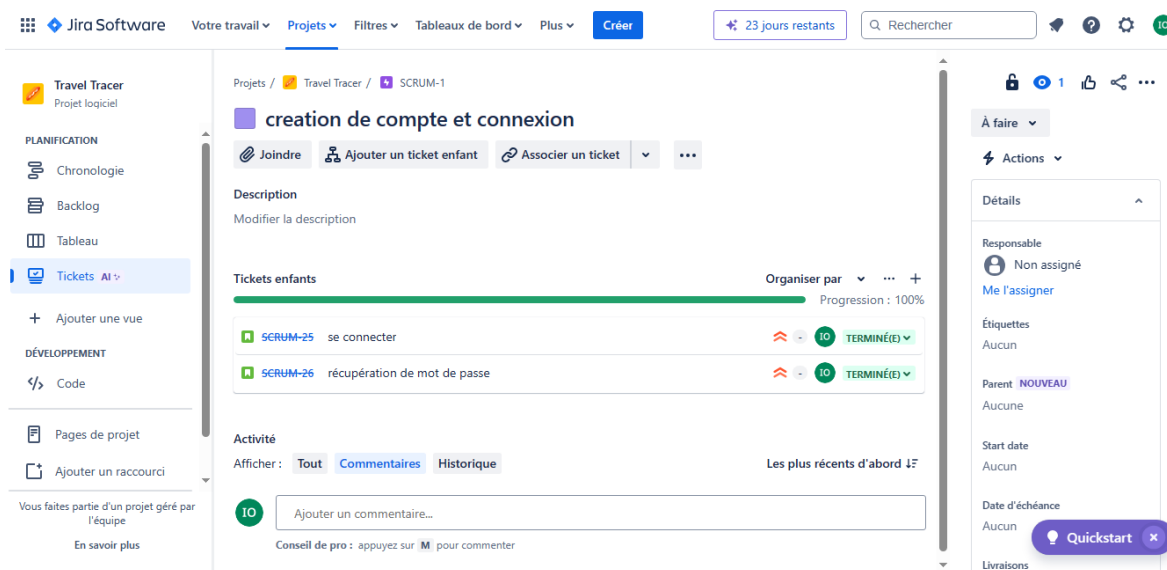 Jira Software
Votre travail
Projets
Filtres
Tableaux de bord
Plus
Créer
23 jours restants
Rechercher
IO
Travel Tracer
Projet logiciel
PLANIFICATION
Chronologie
Backlog
Tableau
Tickets AI
Ajouter une vue
DÉVELOPPEMENT
Code
Pages de projet
Ajouter un raccourci
Vous faites partie d'un projet géré par
l'équipe
En savoir plus
Projets / Travel Tracer / SCRUM-1
creation de compte et connexion
Joindre
Ajouter un ticket enfant
Associer un ticket
Description
Modifier la description
Tickets enfants
Organiser par
Progression : 100%
SCRUM-25 se connecter - IO TERMINÉ(E)
SCRUM-26 récupération de mot de passe - IO TERMINÉ(E)
Activité
Afficher : Tout Commentaires Historique
Les plus récents d'abord
IO
Ajouter un commentaire...
Conseil de pro : appuyez sur M pour commenter
1
À faire
Actions
Détails
Responsable
Non assigné
Me l'assigner
Étiquettes
Aucun
Parent NOUVEAU
Aucune
Start date
Aucun
Date d'échéance
Aucun
Quickstart
Livraisons